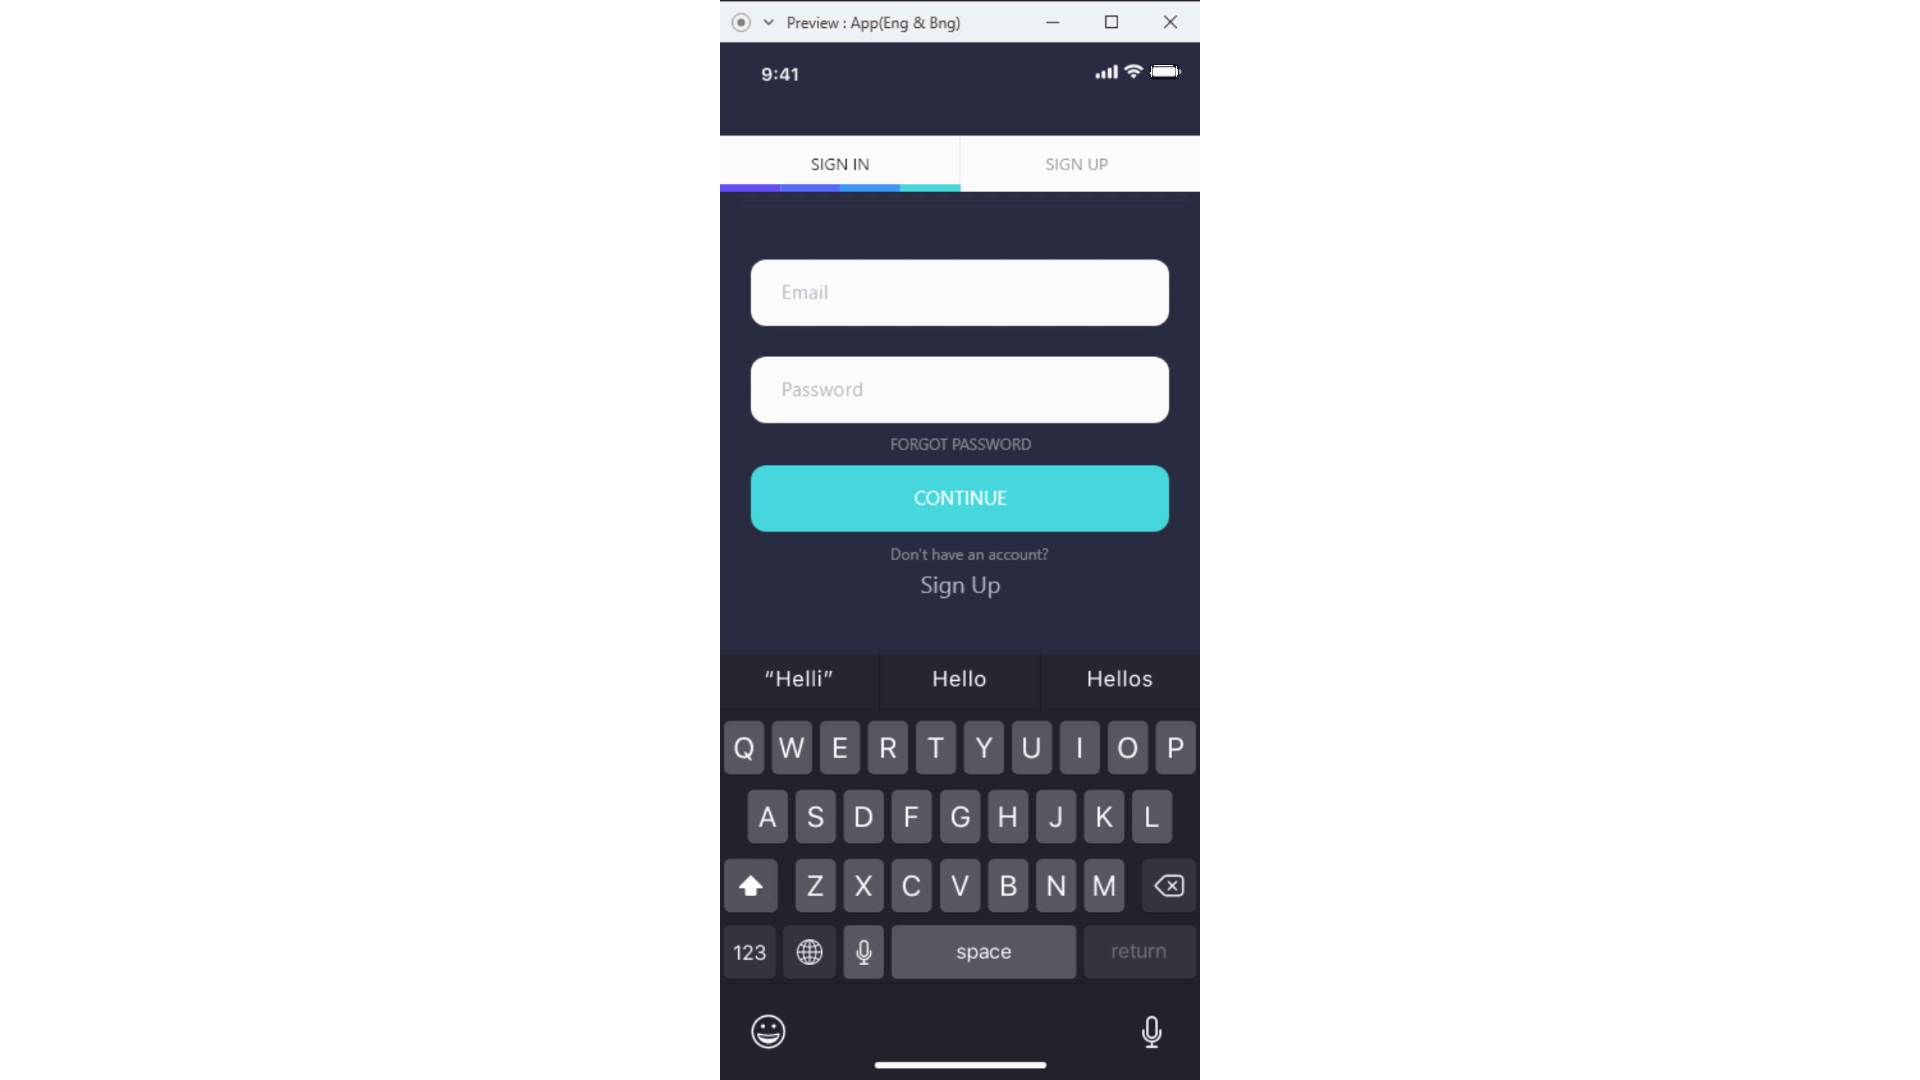 Preview : App(Eng & Bng)
9:41
SIGN IN SIGN UP
Email
Password
FORGOT PASSWORD
CONTINUE
Don't have an account?
Sign Up
“Helli” Hello Hellos
Q W E R T Y U I O P
A S D F G H J K L
Z X C V B N M
123 space return